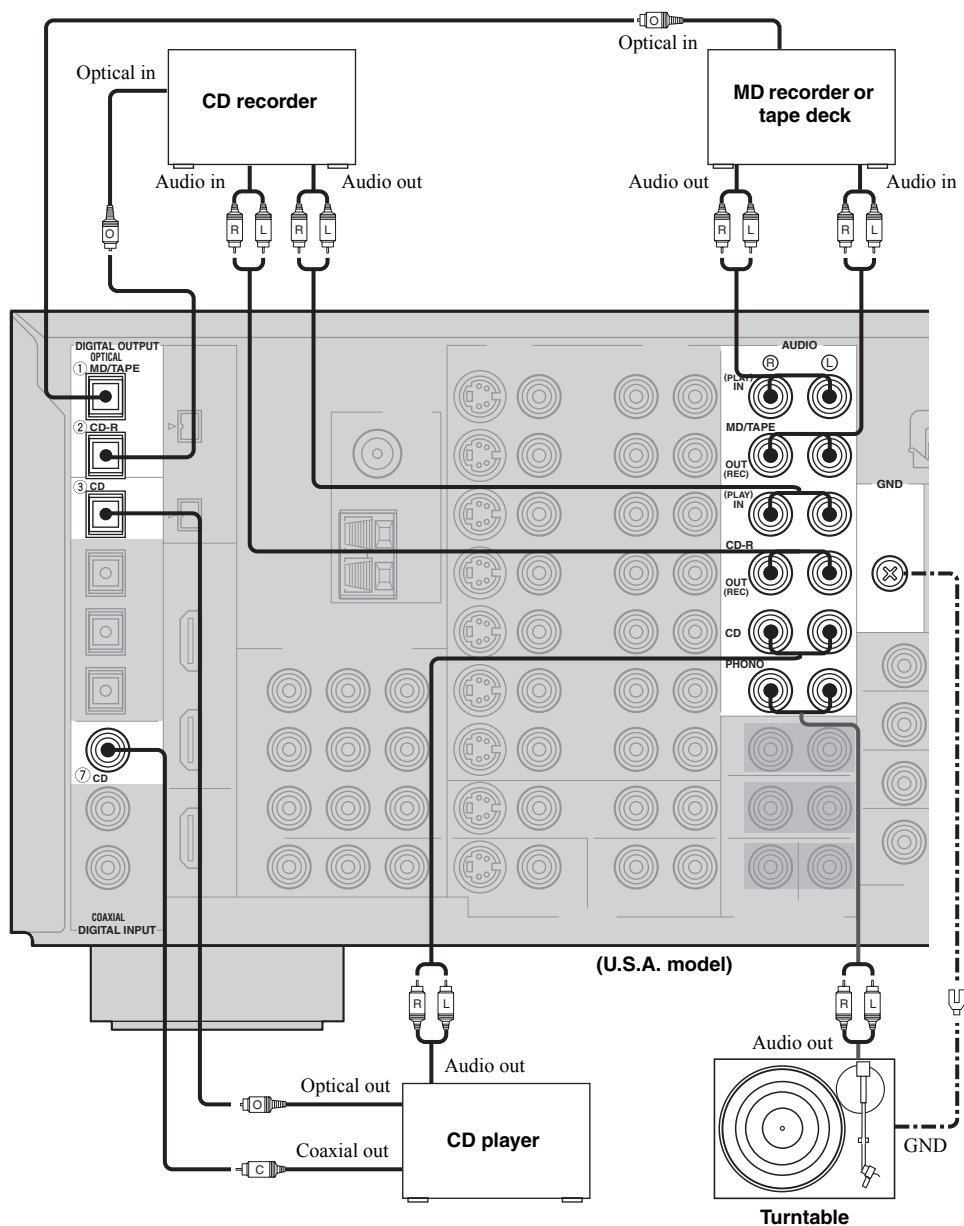 O
Optical in
Optical in
CD recorder
MD recorder or
tape deck
Audio in
Audio out
Audio out
Audio in
O
R
L
R
L
R
L
R
L
DIGITAL OUTPUT
OPTICAL
① MD/TAPE
② CD-R
③ CD
AUDIO
R
L
(PLAY)
IN
MD/TAPE
OUT
(REC)
(PLAY)
IN
CD-R
OUT
(REC)
CD
PHONO
GND
⑦ CD
COAXIAL
DIGITAL INPUT
(U.S.A. model)
R
L
R
L
Audio out
Audio out
Optical out
O
Coaxial out
C
CD player
GND
Turntable